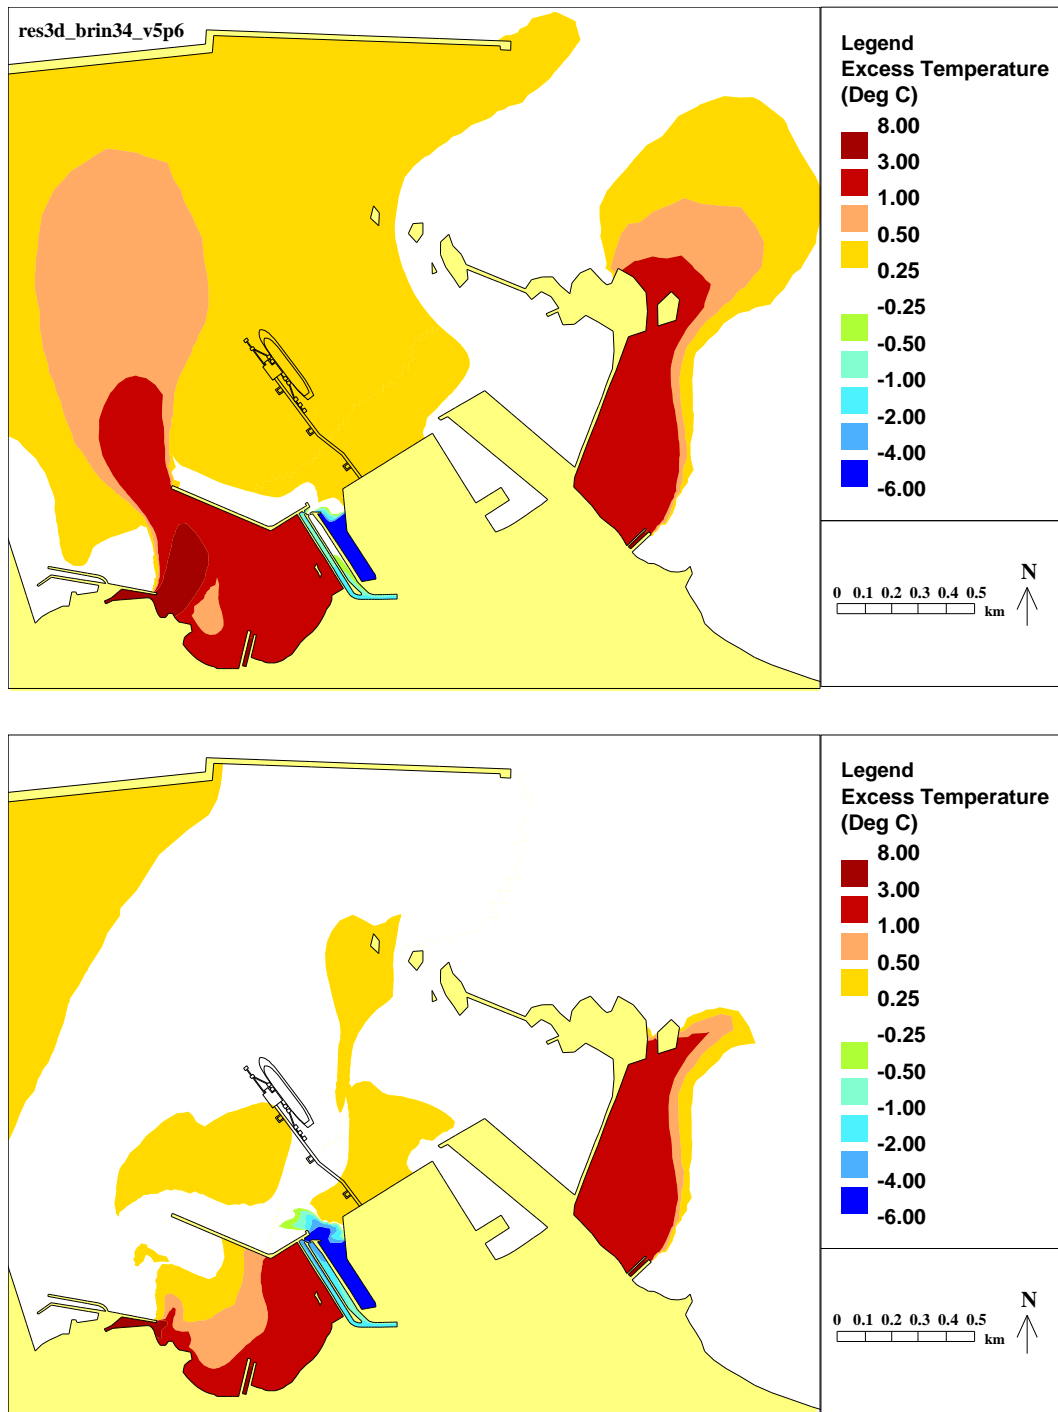 res3d_brin34_v5p6
Legend
Excess Temperature
(Deg C)
8.00
3.00
1.00
0.50
0.25
-0.25
-0.50
-1.00
-2.00
-4.00
-6.00
N
0 0.1 0.2 0.3 0.4 0.5
km
Legend
Excess Temperature
(Deg C)
8.00
3.00
1.00
0.50
0.25
-0.25
-0.50
-1.00
-2.00
-4.00
-6.00
N
0 0.1 0.2 0.3 0.4 0.5
km